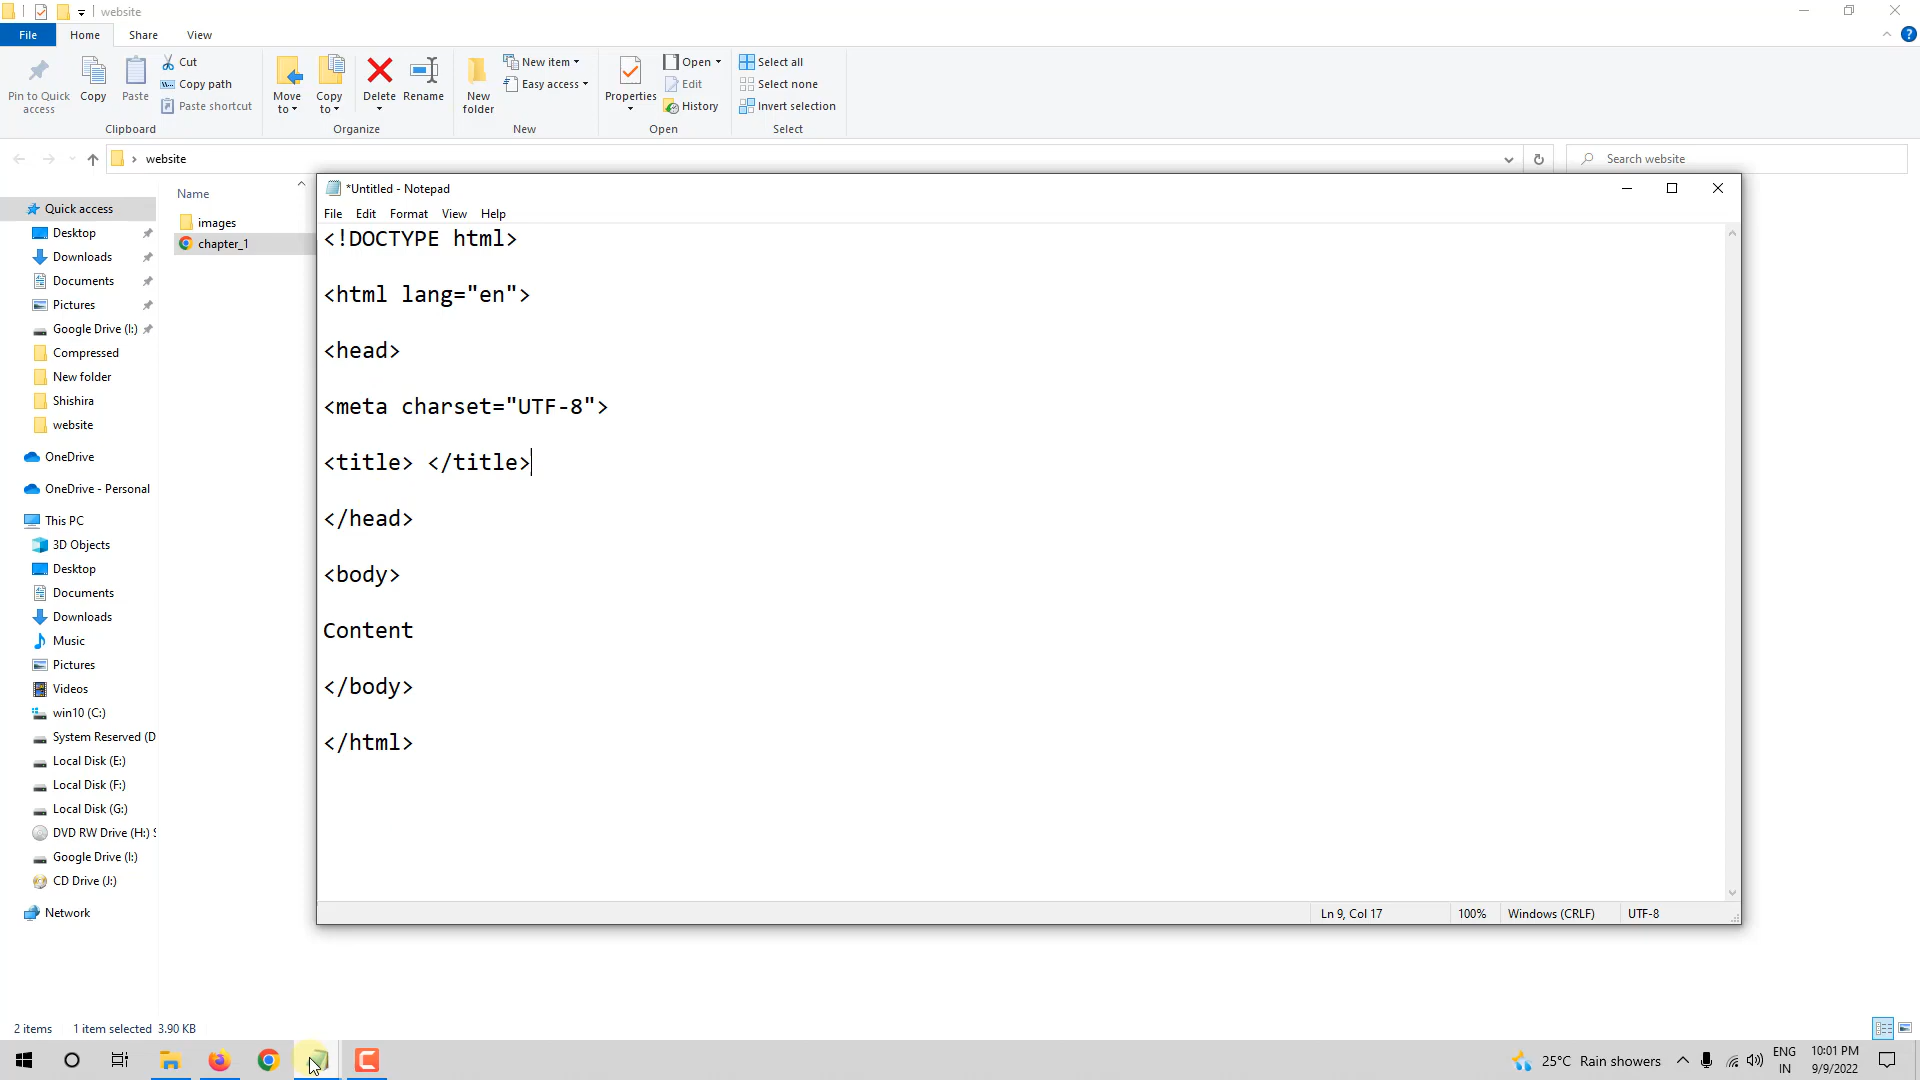 website
File Home Share View
Pin to Quick access
Copy
Paste
Cut
Copy path
Paste shortcut
Clipboard
Move to
Copy to
Delete
Rename
Organize
New folder
New item
Easy access
New
Properties
Open
Edit
History
Open
Select all
Select none
Invert selection
Select
website
Search website
Name
images
chapter_1
Quick access
Desktop
Downloads
Documents
Pictures
Google Drive (I:)
Compressed
New folder
Shishira
website
OneDrive
OneDrive - Personal
This PC
3D Objects
Desktop
Documents
Downloads
Music
Pictures
Videos
win10 (C:)
System Reserved (D
Local Disk (E:)
Local Disk (F:)
Local Disk (G:)
DVD RW Drive (H:) S
Google Drive (I:)
CD Drive (J:)
Network
*Untitled - Notepad
File Edit Format View Help
<!DOCTYPE html>
<html lang="en">
<head>
<meta charset="UTF-8">
<title> </title>
</head>
<body>
Content
</body>
</html>
Ln 9, Col 17 100% Windows (CRLF) UTF-8
2 items 1 item selected 3.90 KB
25°C Rain showers
ENG
IN
10:01 PM
9/9/2022